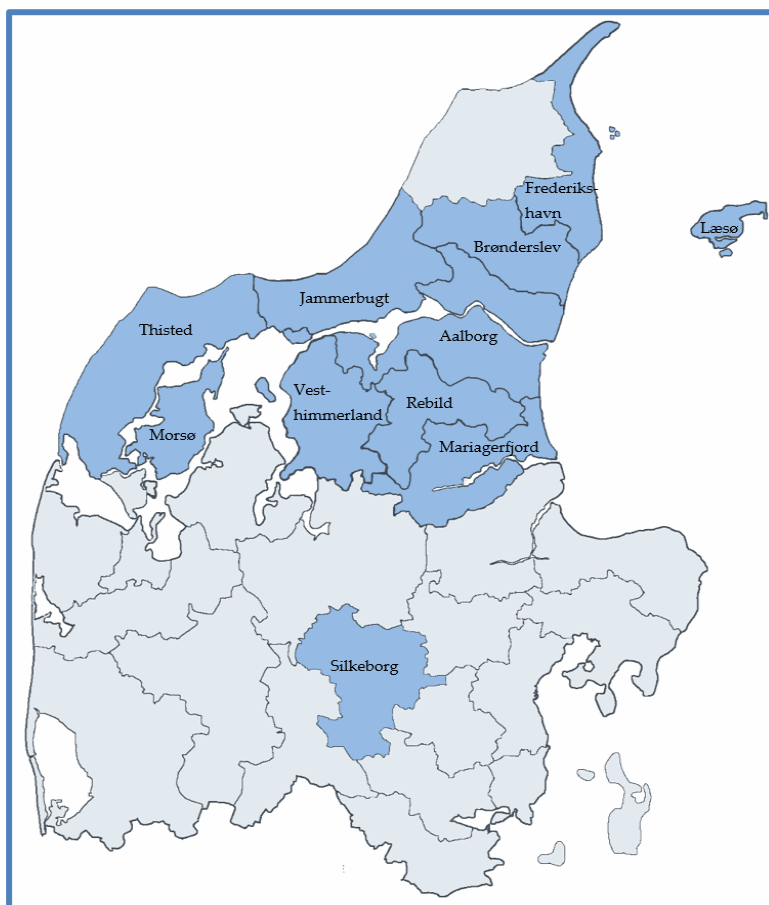 Frederiks-
havn
Læsø
Brønderslev
Jammerbugt
Thisted
Aalborg
Vest-
himmerland
Rebild
Morsø
Mariagerfjord
Silkeborg